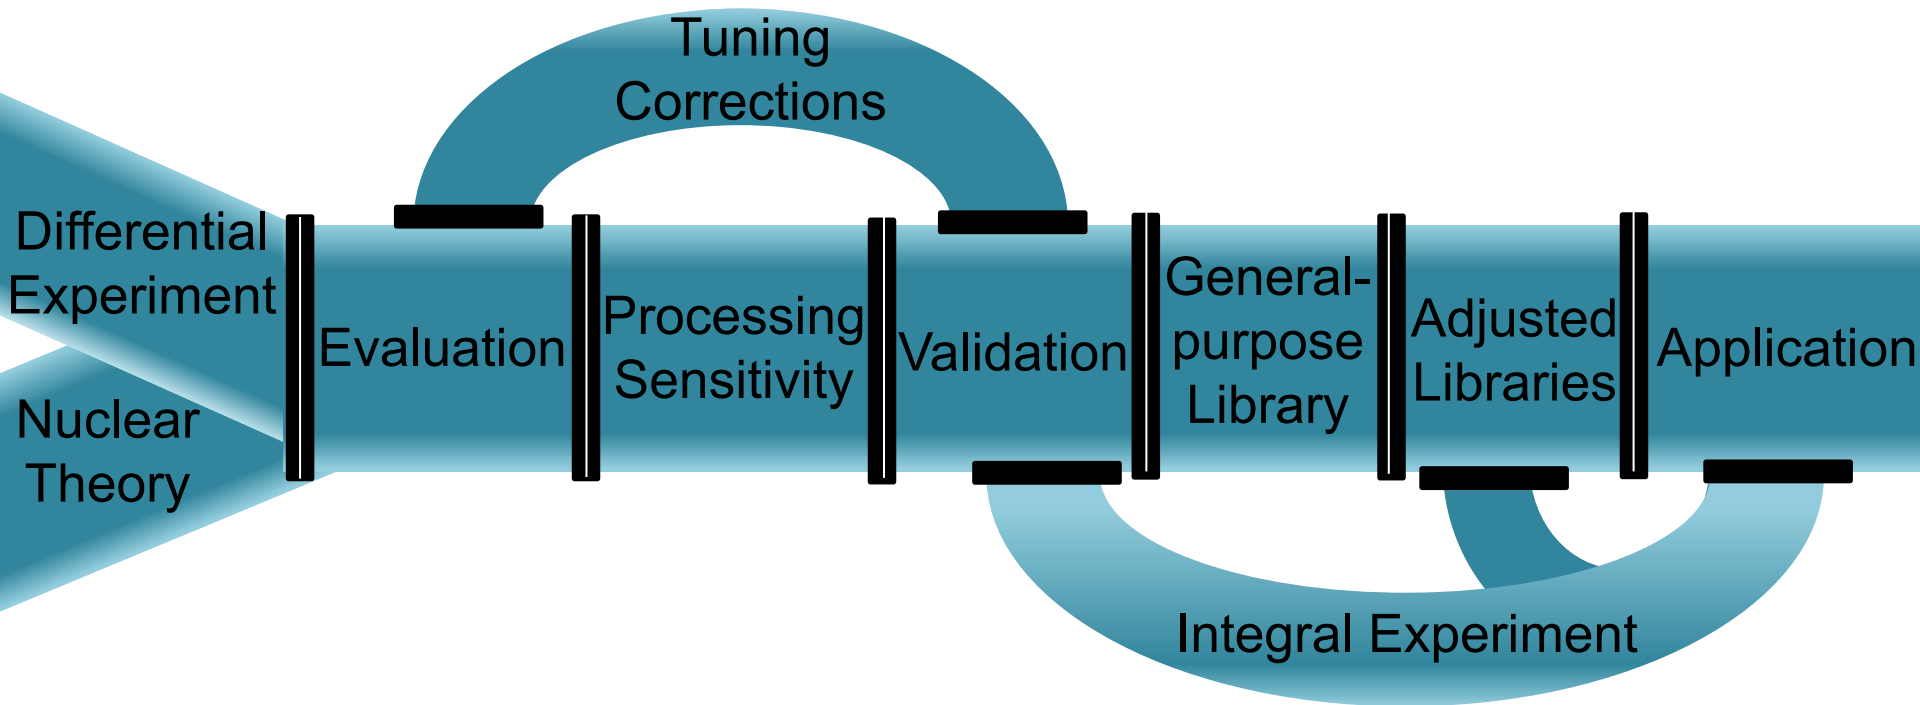 Tuning
Corrections
Differential
Experiment
Nuclear
Theory
Evaluation
Processing
Sensitivity
Validation
General-
purpose
Library
Adjusted
Libraries
Application
Integral Experiment